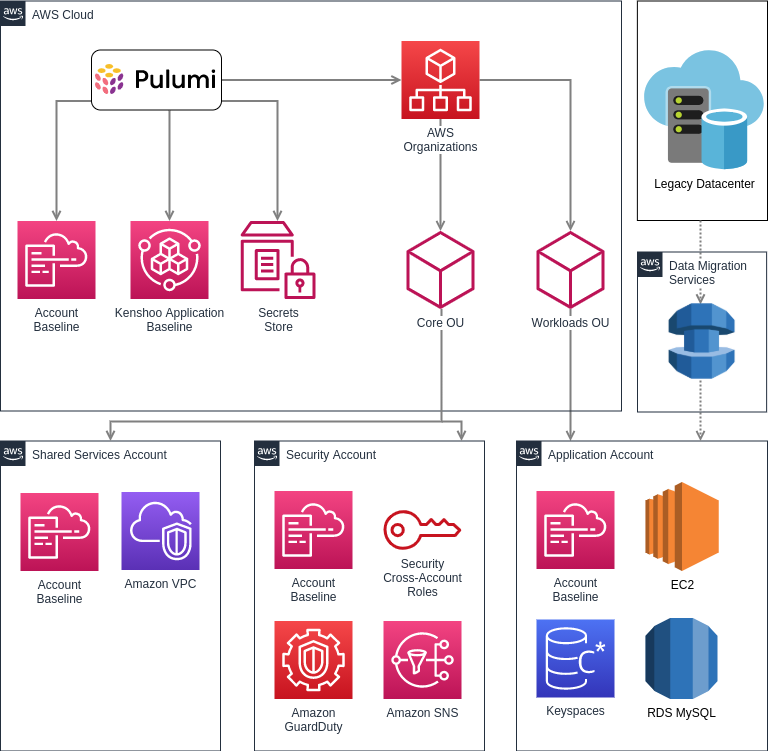 aws
AWS Cloud
Pulumi
AWS
Organizations
Legacy Datacenter
Account
Baseline
Kenshoo Application
Baseline
Secrets
Store
Core OU
Workloads OU
aws
Data Migration
Services
aws
Shared Services Account
Account
Baseline
Amazon VPC
aws
Security Account
Account
Baseline
Security
Cross-Account
Roles
Amazon
GuardDuty
Amazon SNS
aws
Application Account
Account
Baseline
EC2
C*
Keyspaces
RDS MySQL